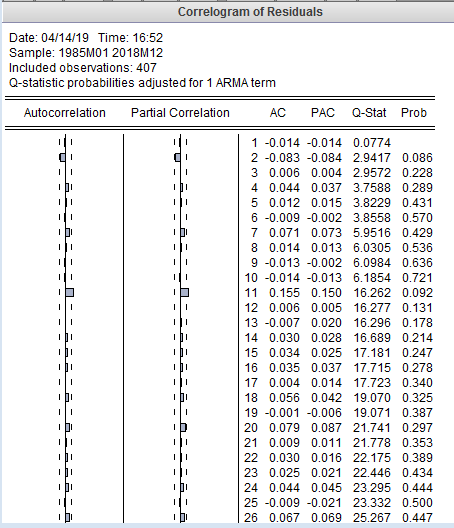 Correlogram of Residuals
Date: 04/14/19 Time: 16:52
Sample: 1985M01 2018M12
Included observations: 407
Q-statistic probabilities adjusted for 1 ARMA term
Autocorrelation Partial Correlation AC PAC Q-Stat Prob
1 -0.014 -0.014 0.0774
2 -0.083 -0.084 2.9417 0.086
3 0.006 0.004 2.9572 0.228
4 0.044 0.037 3.7588 0.289
5 0.012 0.015 3.8229 0.431
6 -0.009 -0.002 3.8558 0.570
7 0.071 0.073 5.9516 0.429
8 0.014 0.013 6.0305 0.536
9 -0.013 -0.002 6.0984 0.636
10 -0.014 -0.013 6.1854 0.721
11 0.155 0.150 16.262 0.092
12 0.006 0.005 16.277 0.131
13 -0.007 0.020 16.296 0.178
14 0.030 0.028 16.689 0.214
15 0.034 0.025 17.181 0.247
16 0.035 0.037 17.715 0.278
17 0.004 0.014 17.723 0.340
18 0.056 0.042 19.070 0.325
19 -0.001 -0.006 19.071 0.387
20 0.079 0.087 21.741 0.297
21 0.009 0.011 21.778 0.353
22 0.030 0.016 22.175 0.389
23 0.025 0.021 22.446 0.434
24 0.044 0.045 23.295 0.444
25 -0.009 -0.021 23.332 0.500
26 0.067 0.069 25.267 0.447